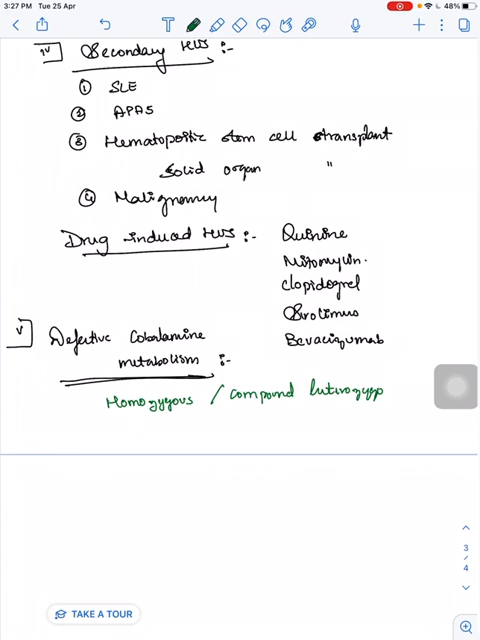 3:27 PM Tue 25 Apr 48%
iv Secondary HUS :-
① SLE
② APAS
③ Hematopoitic stem cell transplant
Solid organ "
④ Malignancy
Drug induced HUS :- Quinine
Mitomycin.
Clopidogrel
Sirolimus
Bevacizumab
v Defective Cobalamine
metabolism :-
Homozygous / compound heterozygo
3
/
4
TAKE A TOUR